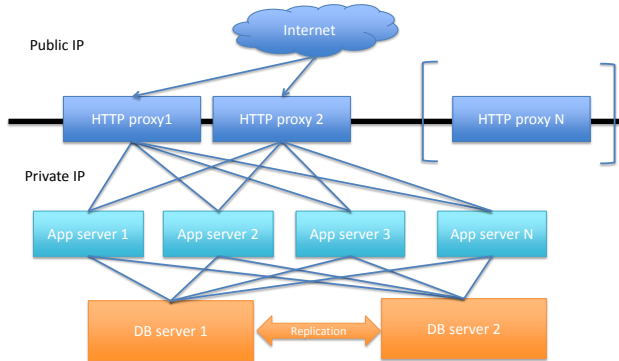 Internet
Public IP
HTTP proxy1
HTTP proxy 2
HTTP proxy N
Private IP
App server 1
App server 2
App server 3
App server N
DB server 1
Replication
DB server 2